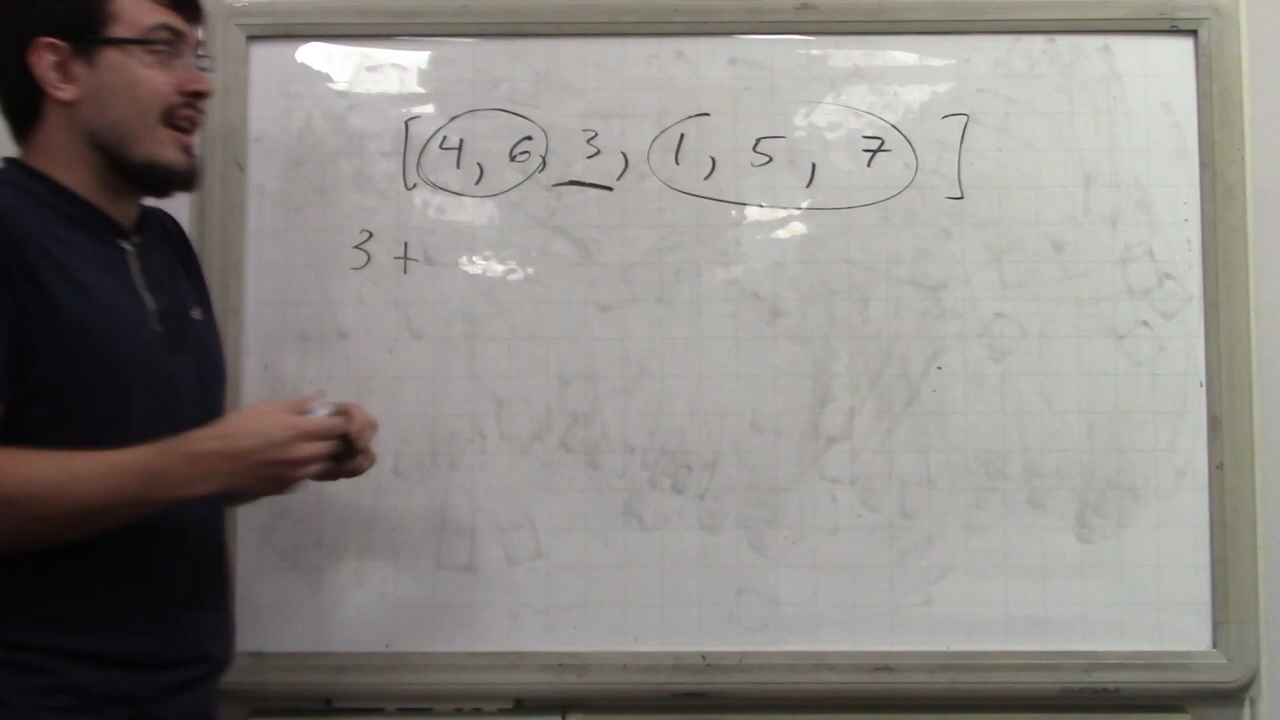 [4, 6, 3, 1, 5, 7]
3 +